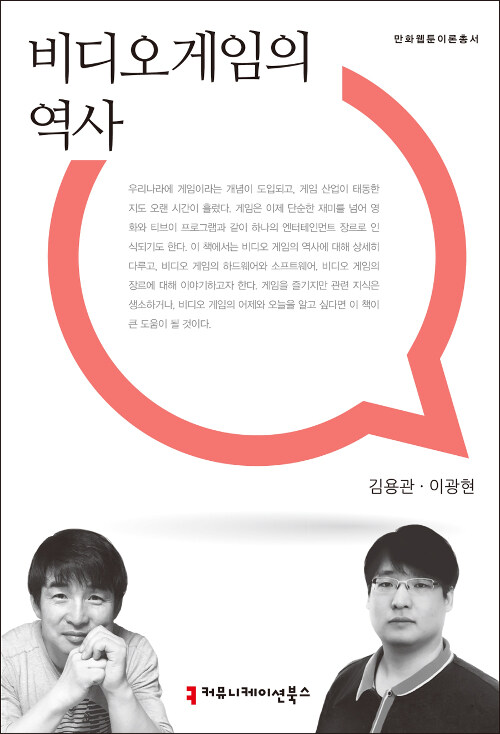 만화웹툰이론총서
비디오게임의
역사
우리나라에 게임이라는 개념이 도입되고, 게임 산업이 태동한
지도 오랜 시간이 흘렀다. 게임은 이제 단순한 재미를 넘어 영
화와 티브이 프로그램과 같이 하나의 엔터테인먼트 장르로 인
식되기도 한다. 이 책에서는 비디오 게임의 역사에 대해 상세히
다루고, 비디오 게임의 하드웨어와 소프트웨어, 비디오 게임의
장르에 대해 이야기하고자 한다. 게임을 즐기지만 관련 지식은
생소하거나, 비디오 게임의 어제와 오늘을 알고 싶다면 이 책이
큰 도움이 될 것이다.
김용관 · 이광현
커뮤니케이션북스